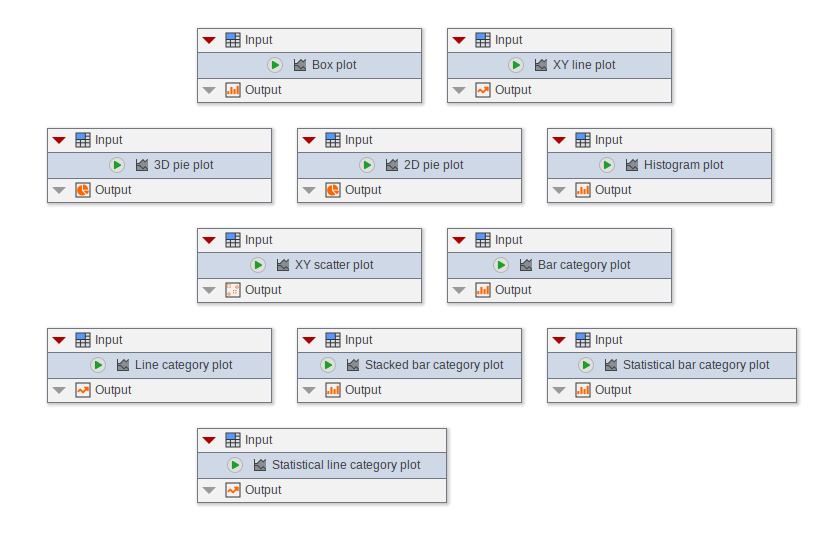 Input
Box plot
Output
Input
XY line plot
Output
Input
3D pie plot
Output
Input
2D pie plot
Output
Input
Histogram plot
Output
Input
XY scatter plot
Output
Input
Bar category plot
Output
Input
Line category plot
Output
Input
Stacked bar category plot
Output
Input
Statistical bar category plot
Output
Input
Statistical line category plot
Output